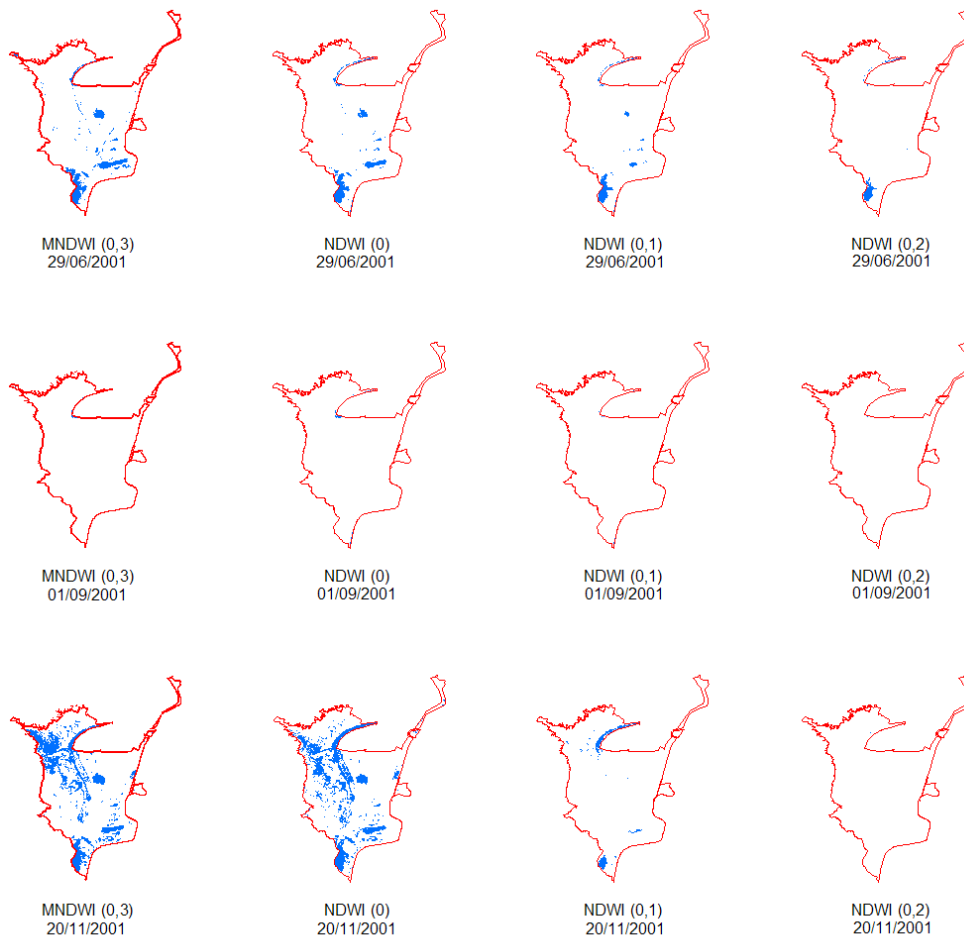 MNDWI (0,3)
29/06/2001
NDWI (0)
29/06/2001
NDWI (0,1)
29/06/2001
NDWI (0,2)
29/06/2001
MNDWI (0,3)
01/09/2001
NDWI (0)
01/09/2001
NDWI (0,1)
01/09/2001
NDWI (0,2)
01/09/2001
MNDWI (0,3)
20/11/2001
NDWI (0)
20/11/2001
NDWI (0,1)
20/11/2001
NDWI (0,2)
20/11/2001